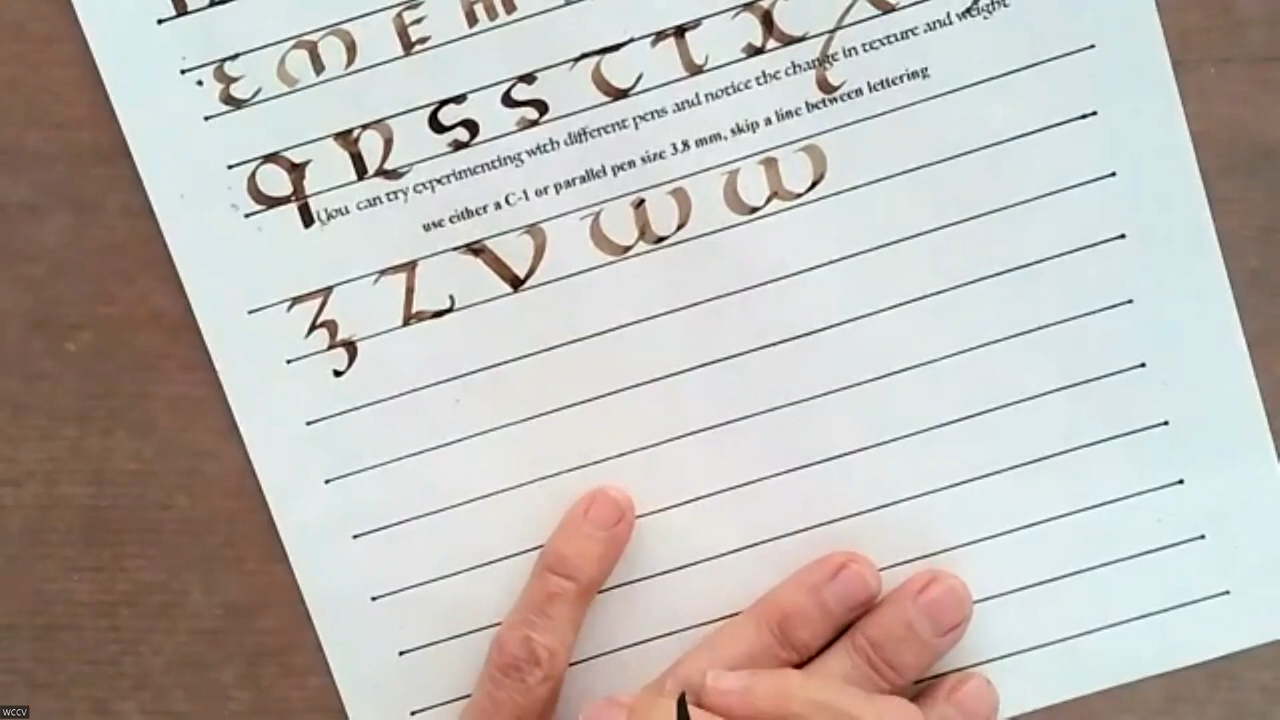 E M E M
q R S S T T X
You can try experimenting with different pens and notice the change in texture and weight
use either a C-1 or parallel pen size 3.8 mm, skip a line between lettering
Z Z V W W
WCCV